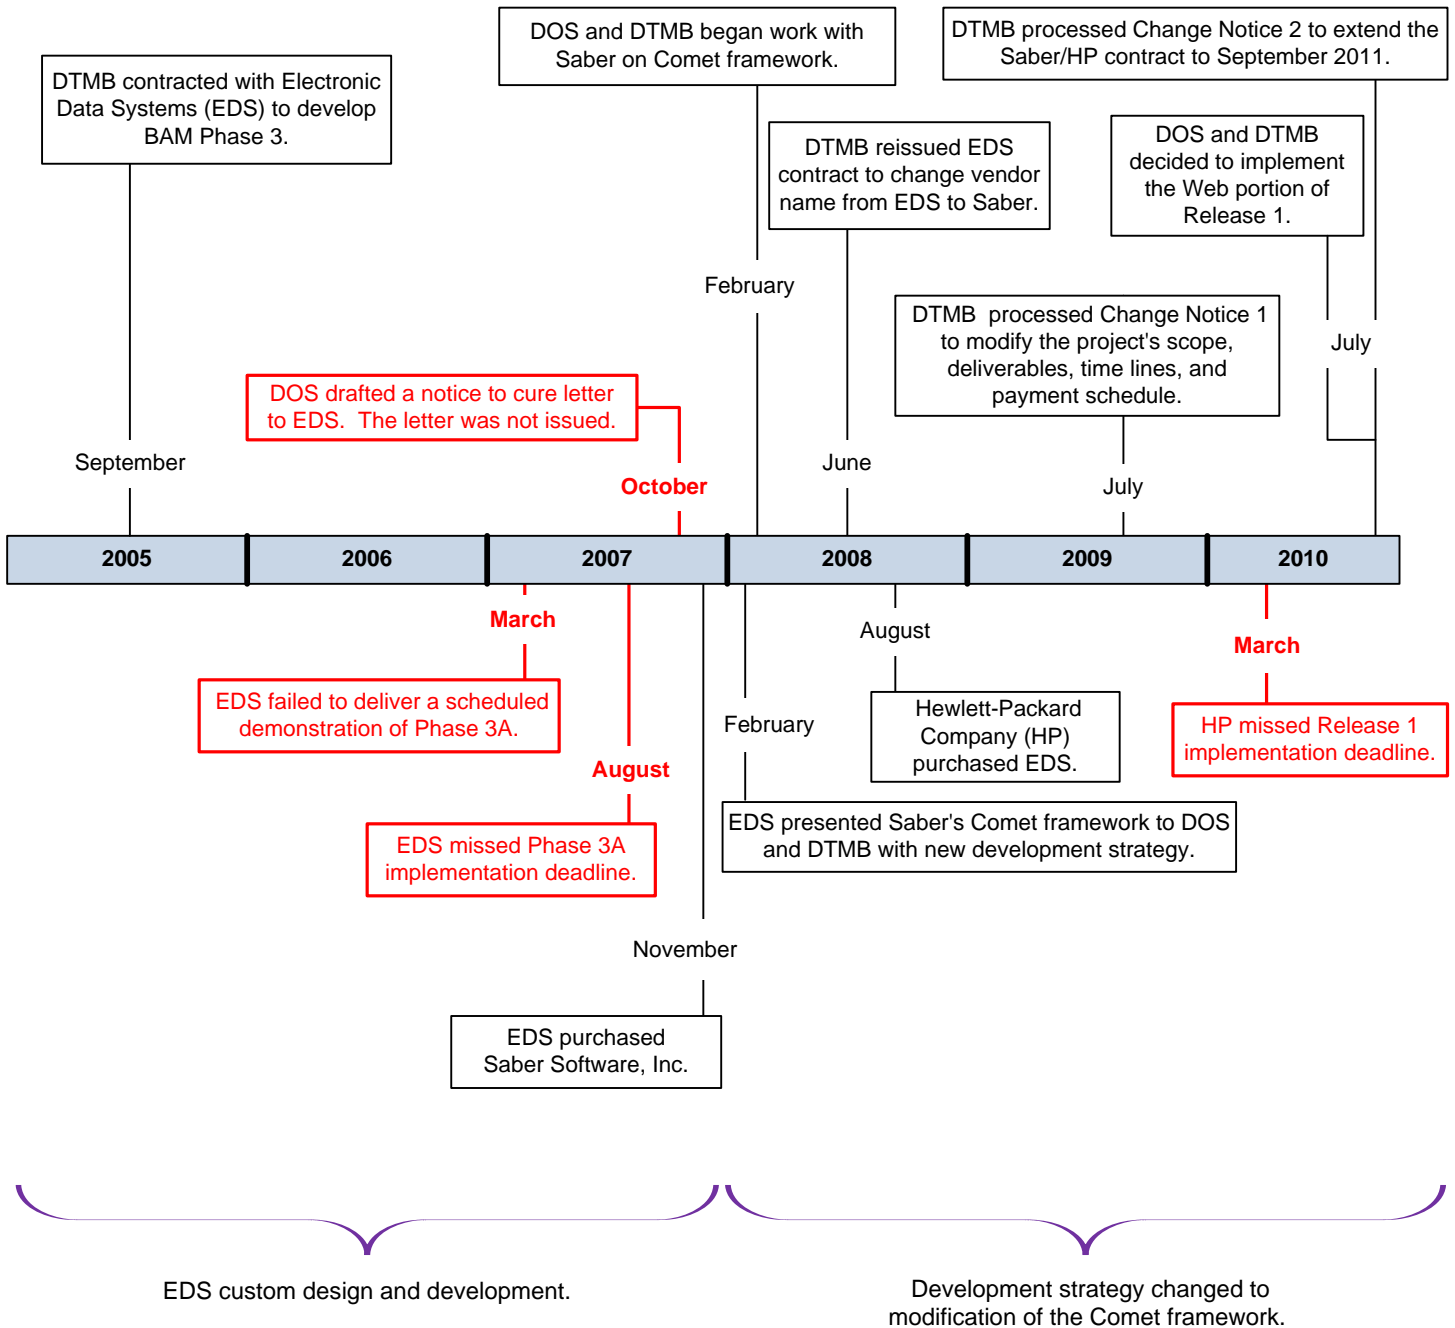 DOS and DTMB began work with
Saber on Comet framework.
DTMB processed Change Notice 2 to extend the
Saber/HP contract to September 2011.
DTMB contracted with Electronic
Data Systems (EDS) to develop
BAM Phase 3.
DTMB reissued EDS
contract to change vendor
name from EDS to Saber.
DOS and DTMB
decided to implement
the Web portion of
Release 1.
February
DTMB  processed Change Notice 1
to modify the project's scope,
deliverables, time lines, and
payment schedule.
July
DOS drafted a notice to cure letter
to EDS.  The letter was not issued.
September
October
June
July
2005
2006
2007
2008
2009
2010
March
August
March
EDS failed to deliver a scheduled
demonstration of Phase 3A.
February
Hewlett-Packard
Company (HP)
purchased EDS.
HP missed Release 1
implementation deadline.
August
EDS missed Phase 3A
implementation deadline.
EDS presented Saber's Comet framework to DOS
and DTMB with new development strategy.
November
EDS purchased
Saber Software, Inc.
EDS custom design and development.
Development strategy changed to
modification of the Comet framework.